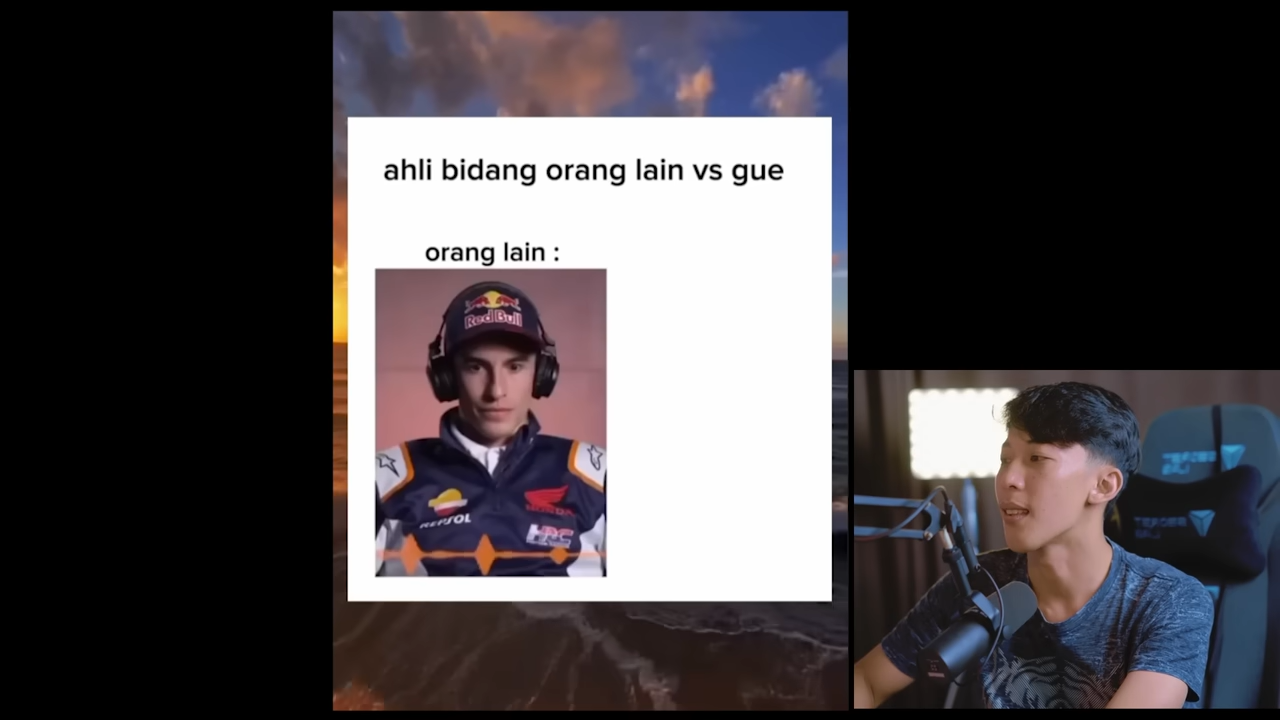 ahli bidang orang lain vs gue
orang lain :
Red Bull
REPSOL
HONDA
HRC